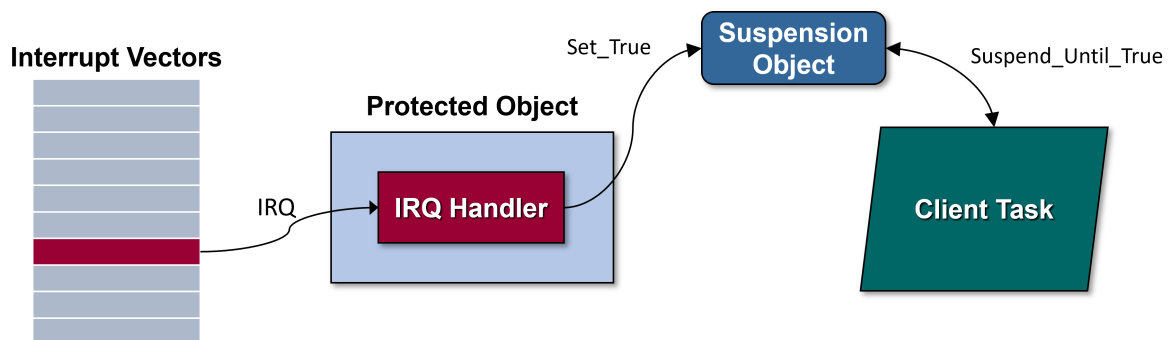 Interrupt Vectors
IRQ
Protected Object
IRQ Handler
Set_True
Suspension
Object
Suspend_Until_True
Client Task